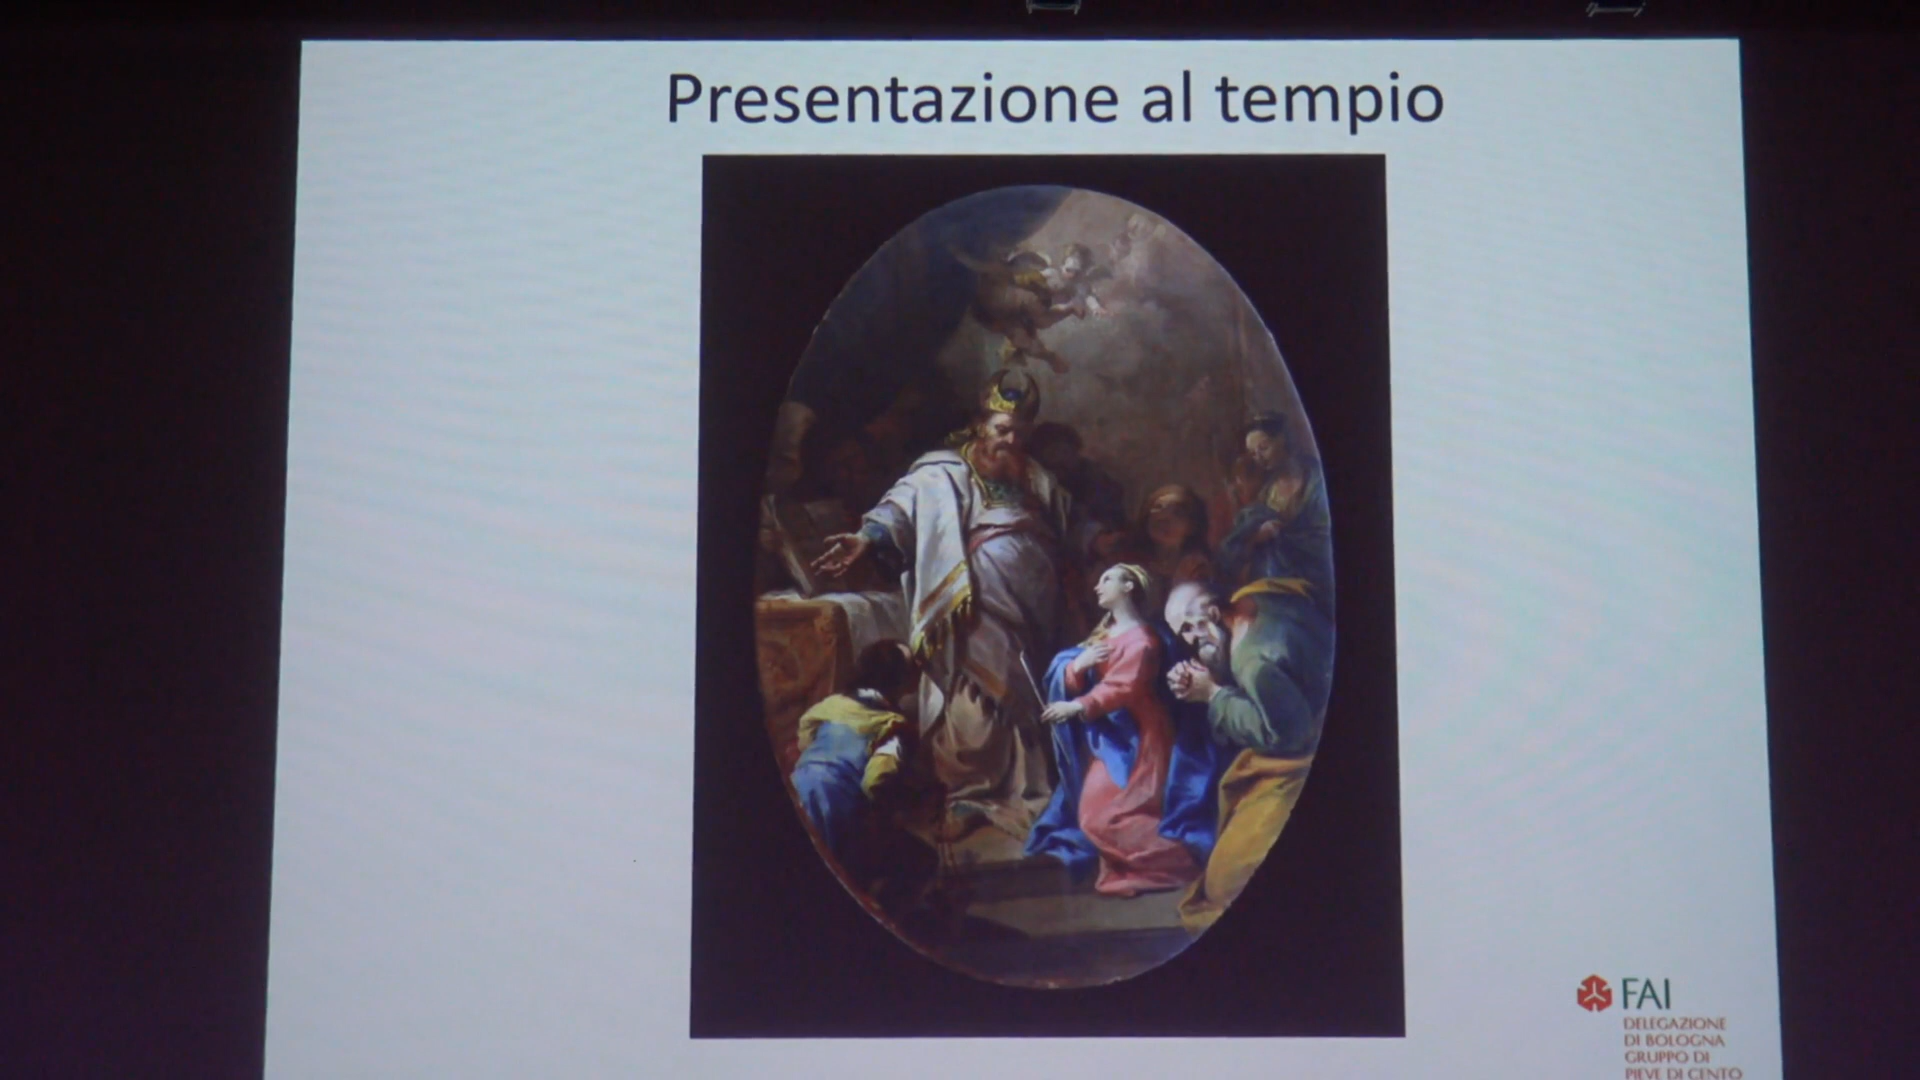 Presentazione al tempio
FAI
DELEGAZIONE
DI BOLOGNA
GRUPPO DI
PIEVE DI CENTO